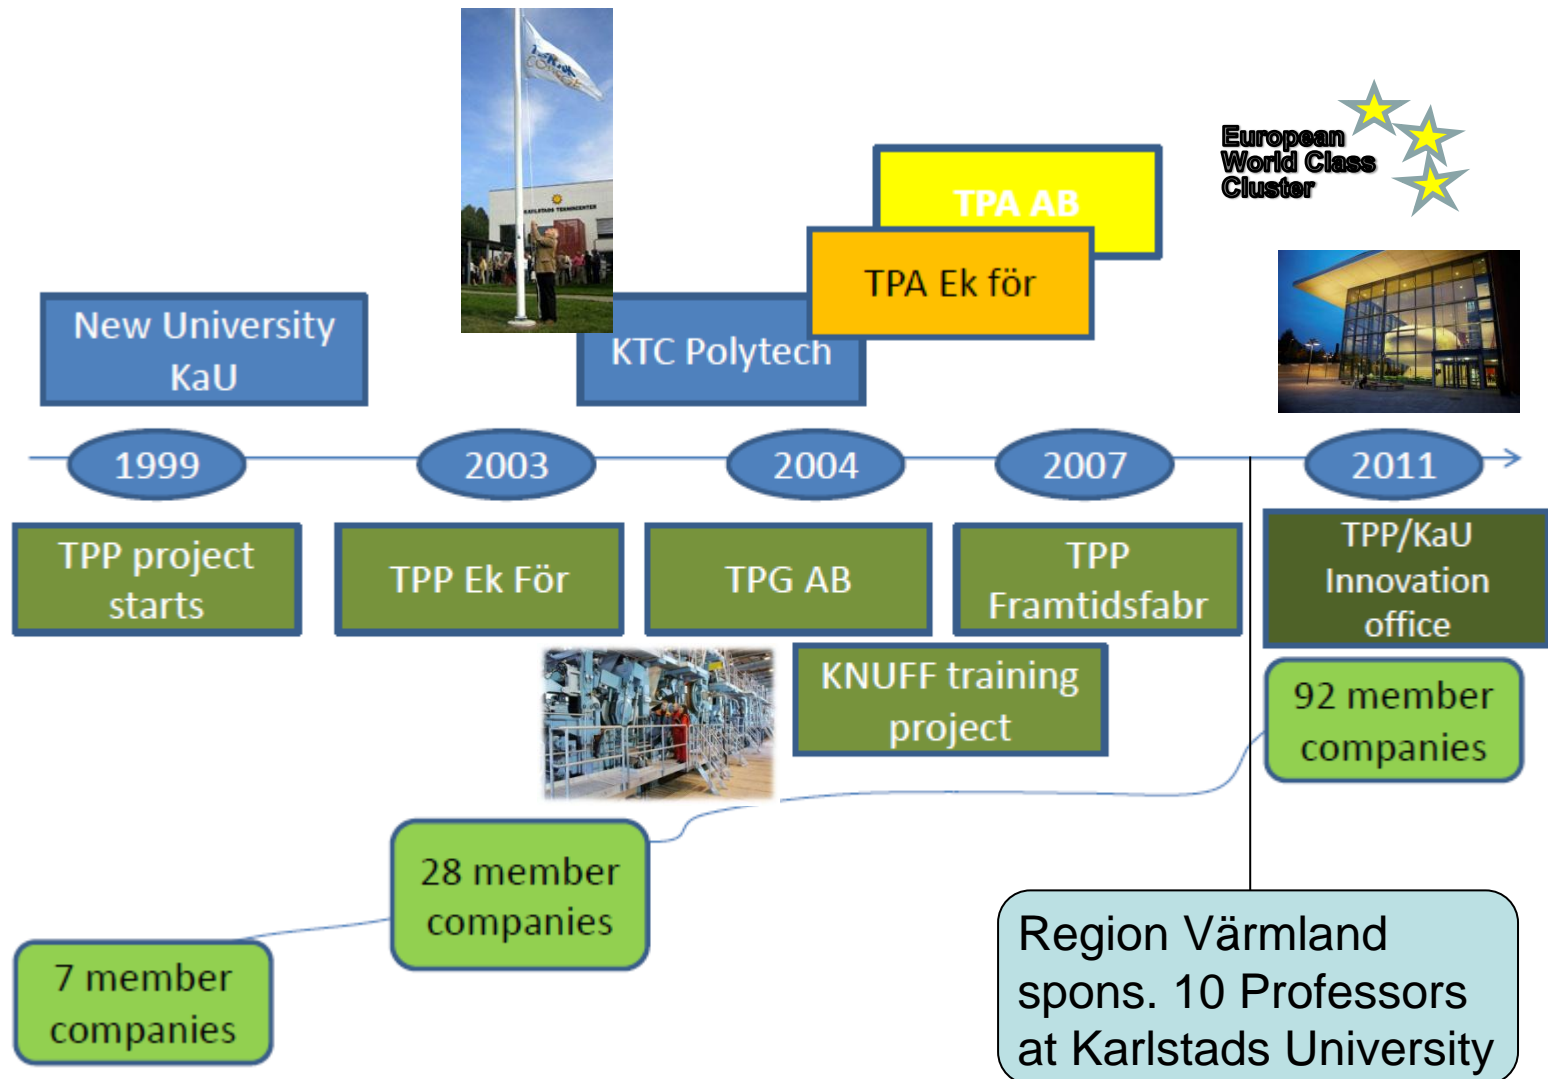 European
World Class
Cluster
TPA AB
TPA Ek för
New University
KaU
KTC Polytech
KARLSTADS TEKNIKCENTER
1999
2003
2004
2007
2011
TPP project
starts
TPP Ek För
TPG AB
TPP
Framtidsfabr
TPP/KaU
Innovation
office
KNUFF training
project
92 member
companies
28 member
companies
7 member
companies
Region Värmland
spons. 10 Professors
at Karlstads University